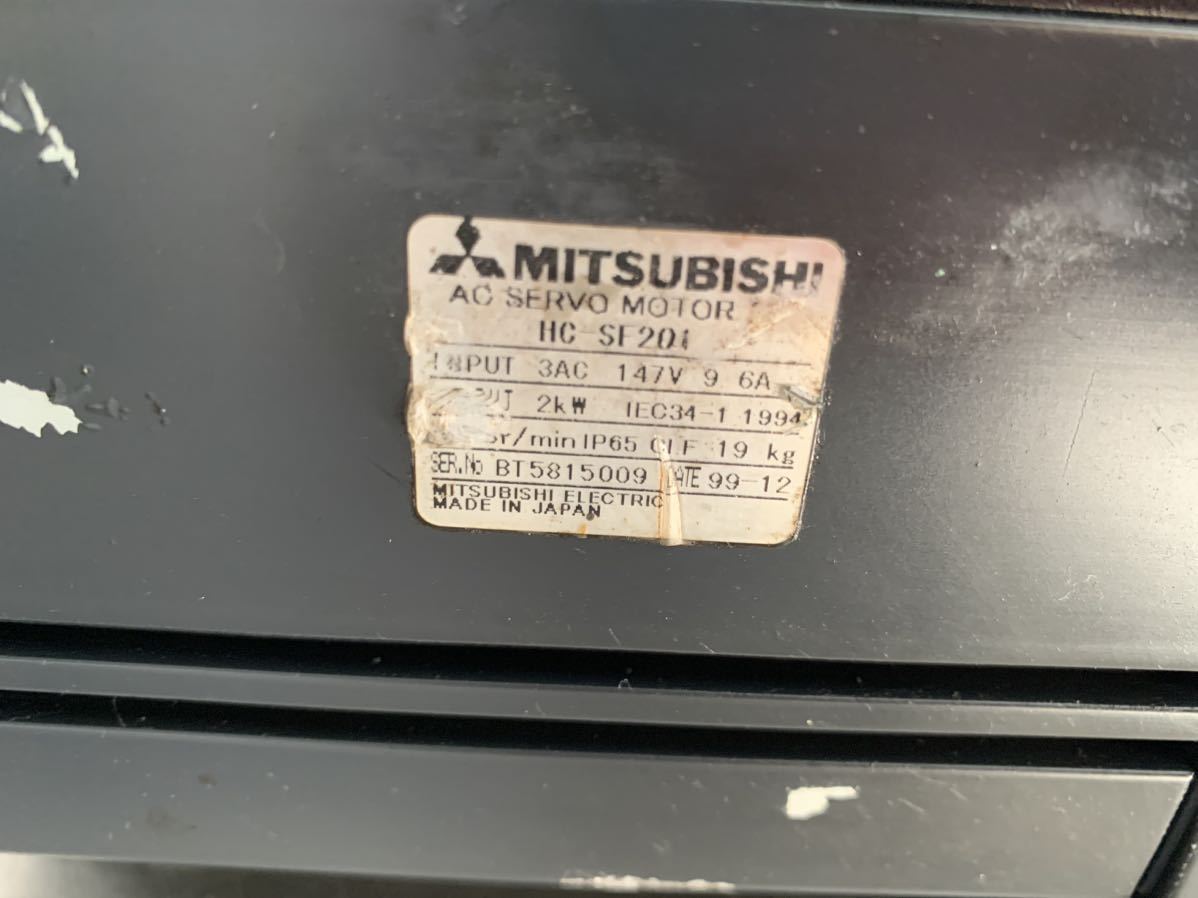 MITSUBISHI
AC SERVO MOTOR
HC-SF201
INPUT 3AC 147V 9.6A
2kW IEC34-1 1994
r/min IP65 Cl.F 19 kg
SER.No BT5815009 DATE 99-12
MITSUBISHI ELECTRIC
MADE IN JAPAN